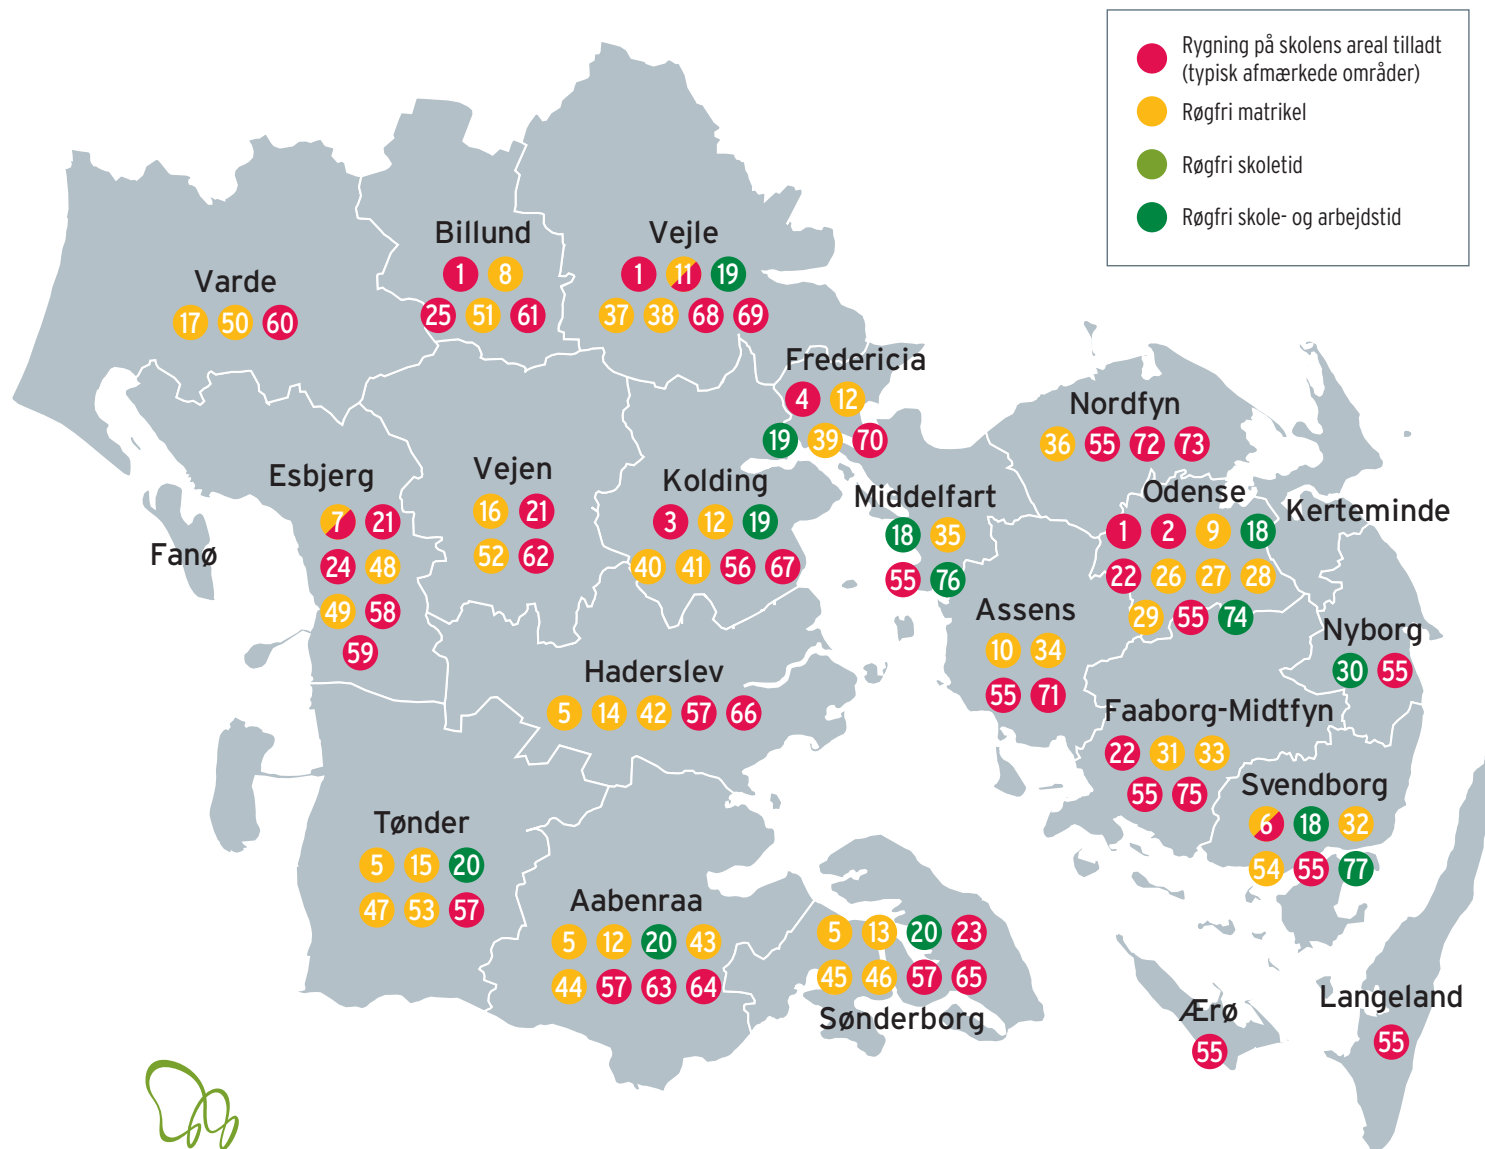 Rygning på skolens areal tilladt
(typisk afmærkede områder)
Røgfri matrikel
Røgfri skoletid
Røgfri skole- og arbejdstid
Billund
1 8
25 51 61
Vejle
1 11 19
37 38 68 69
Varde
17 50 60
Fredericia
4 12
19 39 70
Nordfyn
36 55 72 73
Esbjerg
7 21
24 48
49 58
59
Vejen
16 21
52 62
Kolding
3 12 19
40 41 56 67
Middelfart
18 35
55 76
Odense
1 2 9 18
22 26 27 28
29 55 74
Kerteminde
Fanø
Assens
10 34
55 71
Nyborg
30 55
Haderslev
5 14 42 57 66
Faaborg-Midtfyn
22 31 33
55 75
Svendborg
6 18 32
54 55 77
Tønder
5 15 20
47 53 57
Aabenraa
5 12 20 43
44 57 63 64
5 13 20 23
45 46 57 65
Sønderborg
Ærø
55
Langeland
55